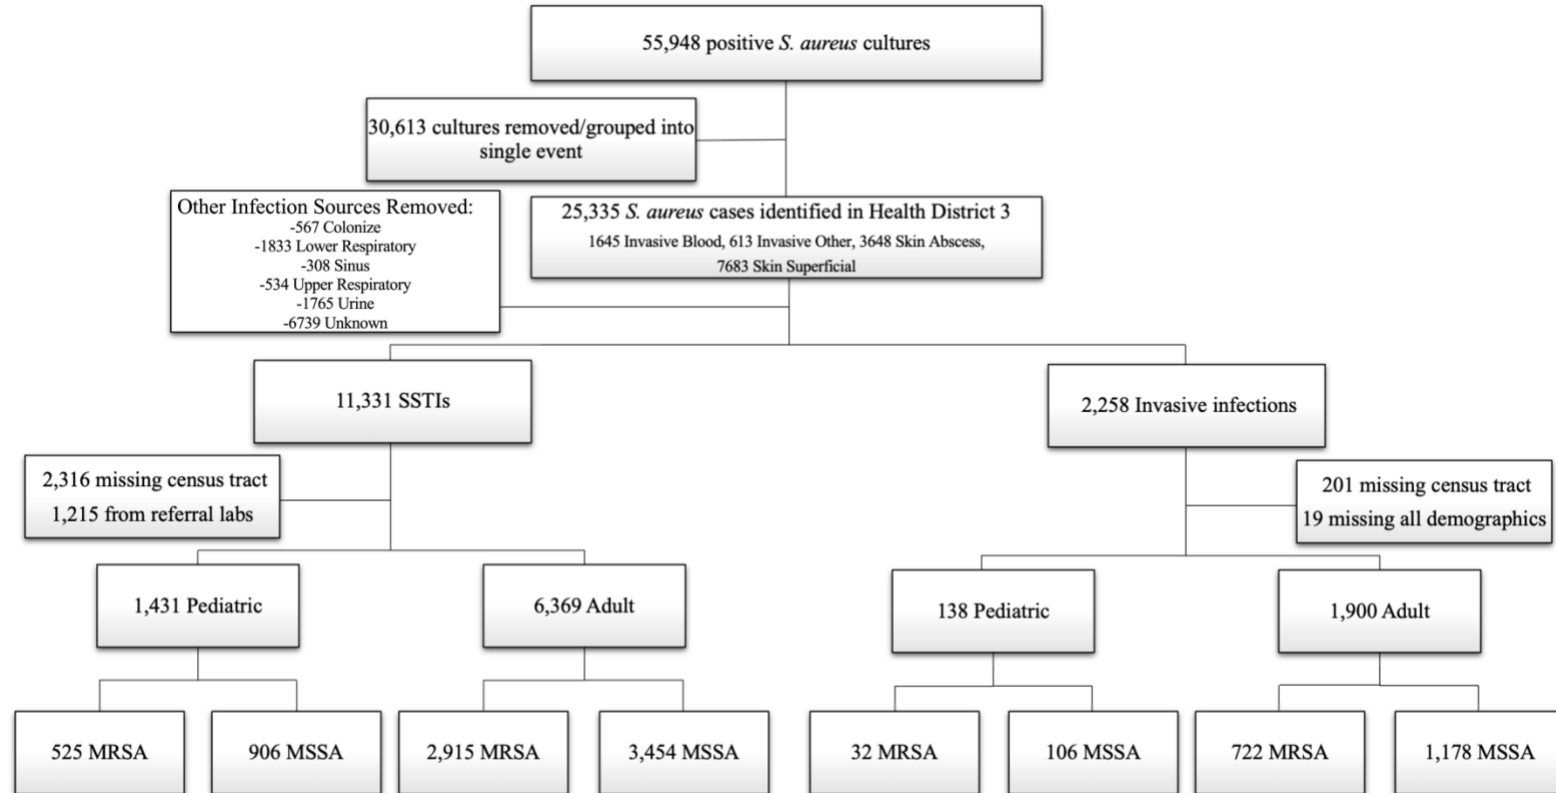 55,948 positive S. aureus cultures
30,613 cultures removed/grouped into
single event
Other Infection Sources Removed:
-567 Colonize
-1833 Lower Respiratory
-308 Sinus
-534 Upper Respiratory
-1765 Urine
-6739 Unknown
25,335 S. aureus cases identified in Health District 3
1645 Invasive Blood, 613 Invasive Other, 3648 Skin Abscess,
7683 Skin Superficial
11,331 SSTIs
2,258 Invasive infections
2,316 missing census tract
1,215 from referral labs
201 missing census tract
19 missing all demographics
1,431 Pediatric
6,369 Adult
138 Pediatric
1,900 Adult
525 MRSA
906 MSSA
2,915 MRSA
3,454 MSSA
32 MRSA
106 MSSA
722 MRSA
1,178 MSSA